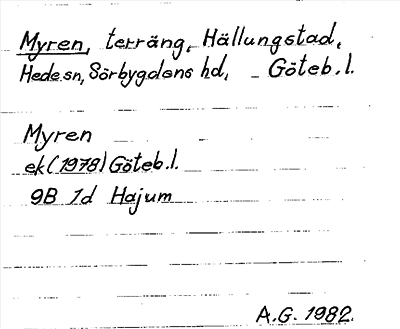 Myren, terräng, Hällungstad,
Hede sn, Sörbygdens hd, Göteb.l.
Myren
ek (1978) Göteb.l.
9B 1d Hajum
A.G. 1982.